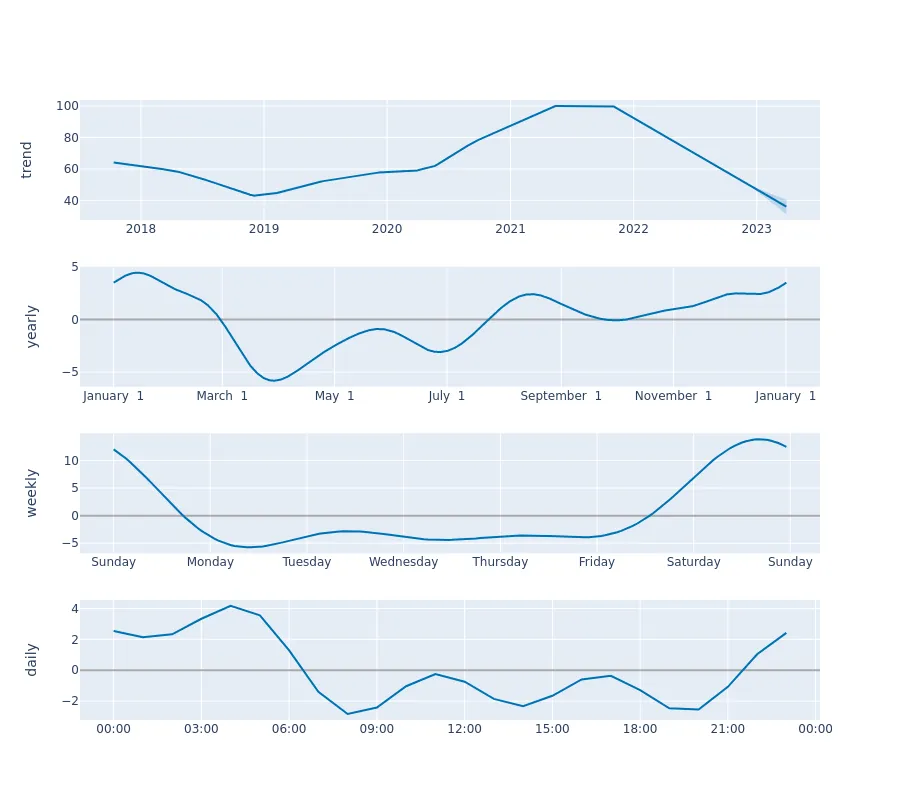 trend
100
80
60
40
2018 2019 2020 2021 2022 2023
yearly
5
0
−5
January 1 March 1 May 1 July 1 September 1 November 1 January 1
weekly
10
5
0
−5
Sunday Monday Tuesday Wednesday Thursday Friday Saturday Sunday
daily
4
2
0
−2
00:00 03:00 06:00 09:00 12:00 15:00 18:00 21:00 00:00